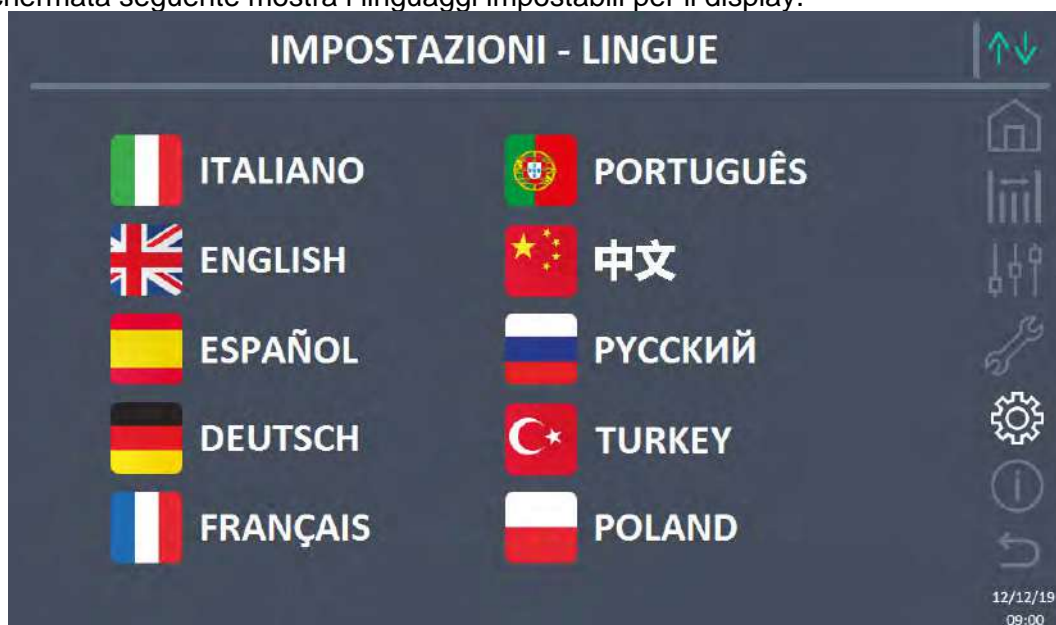 schermata seguente mostra i linguaggi impostabili per il display.
IMPOSTAZIONI - LINGUE
ITALIANO
PORTUGUÊS
ENGLISH
中文
ESPAÑOL
РУССКИЙ
DEUTSCH
TURKEY
FRANÇAIS
POLAND
12/12/19
09:00